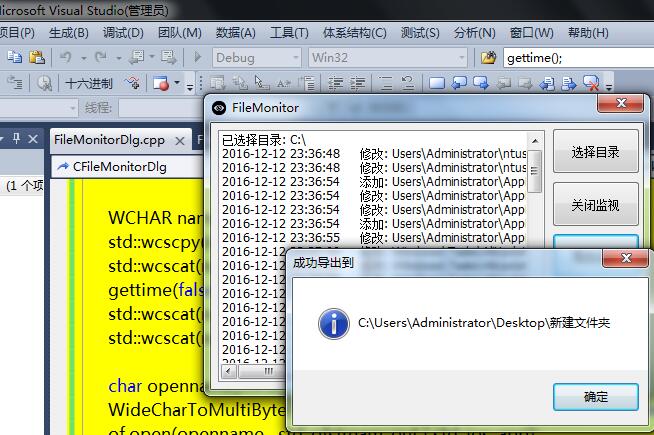 Microsoft Visual Studio(管理员)
项目(P) 生成(B) 调试(D) 团队(M) 数据(A) 工具(T) 体系结构(C) 测试(S) 分析(N) 窗口(W) 帮助(H)
Debug Win32 gettime();
十六进制
线程:
FileMonitorDlg.cpp
CFileMonitorDlg
(1 个项
WCHAR nar
std::wcscpy
std::wcscat(
gettime(fals
std::wcscat(
std::wcscat(
char openna
WideCharToMultiByte
FileMonitor
已选择目录: C:\
2016-12-12 23:36:48 修改: Users\Administrator\ntus
2016-12-12 23:36:48 修改: Users\Administrator\ntus
2016-12-12 23:36:54 添加: Users\Administrator\App
2016-12-12 23:36:54 修改: Users\Administrator\App
2016-12-12 23:36:54 修改: Users\Administrator\App
2016-12-12 23:36:54 添加: Users\Administrator\App
2016-12-12 23:36:55 修改: Users\Administrator\App
2016-12-12
2016-12-12
2016-12-12
2016-12-12
2016-12-12
2016-12-12
2016-12-12
选择目录
关闭监视
成功导出到
C:\Users\Administrator\Desktop\新建文件夹
确定